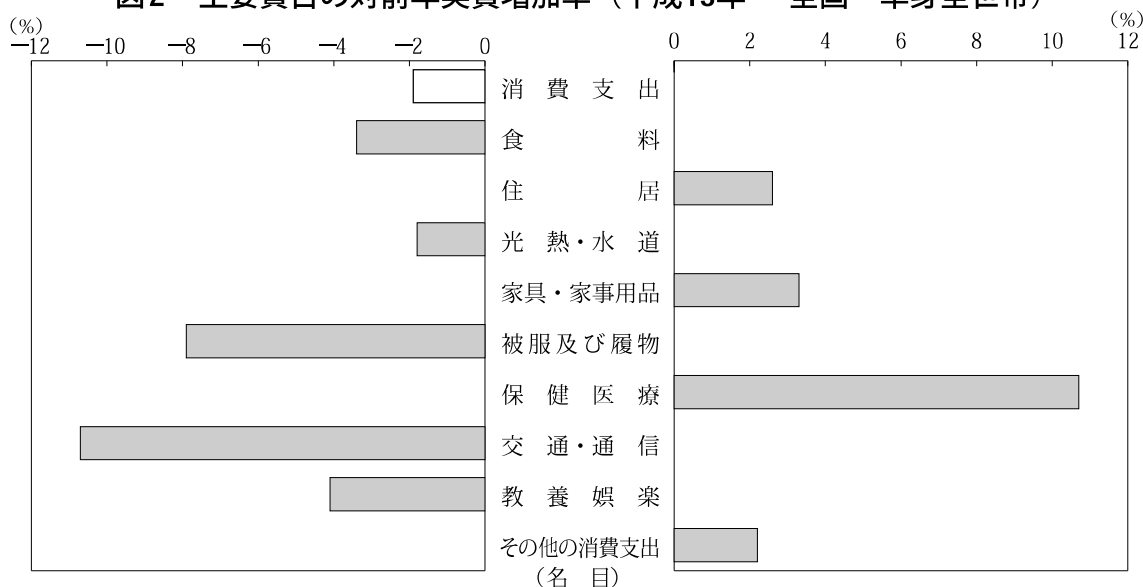 (%)
−12 −10 −8 −6 −4 −2 0
(%)
0 2 4 6 8 10 12
消費支出
食料
住居
光熱・水道
家具・家事用品
被服及び履物
保健医療
交通・通信
教養娯楽
その他の消費支出
(名目)